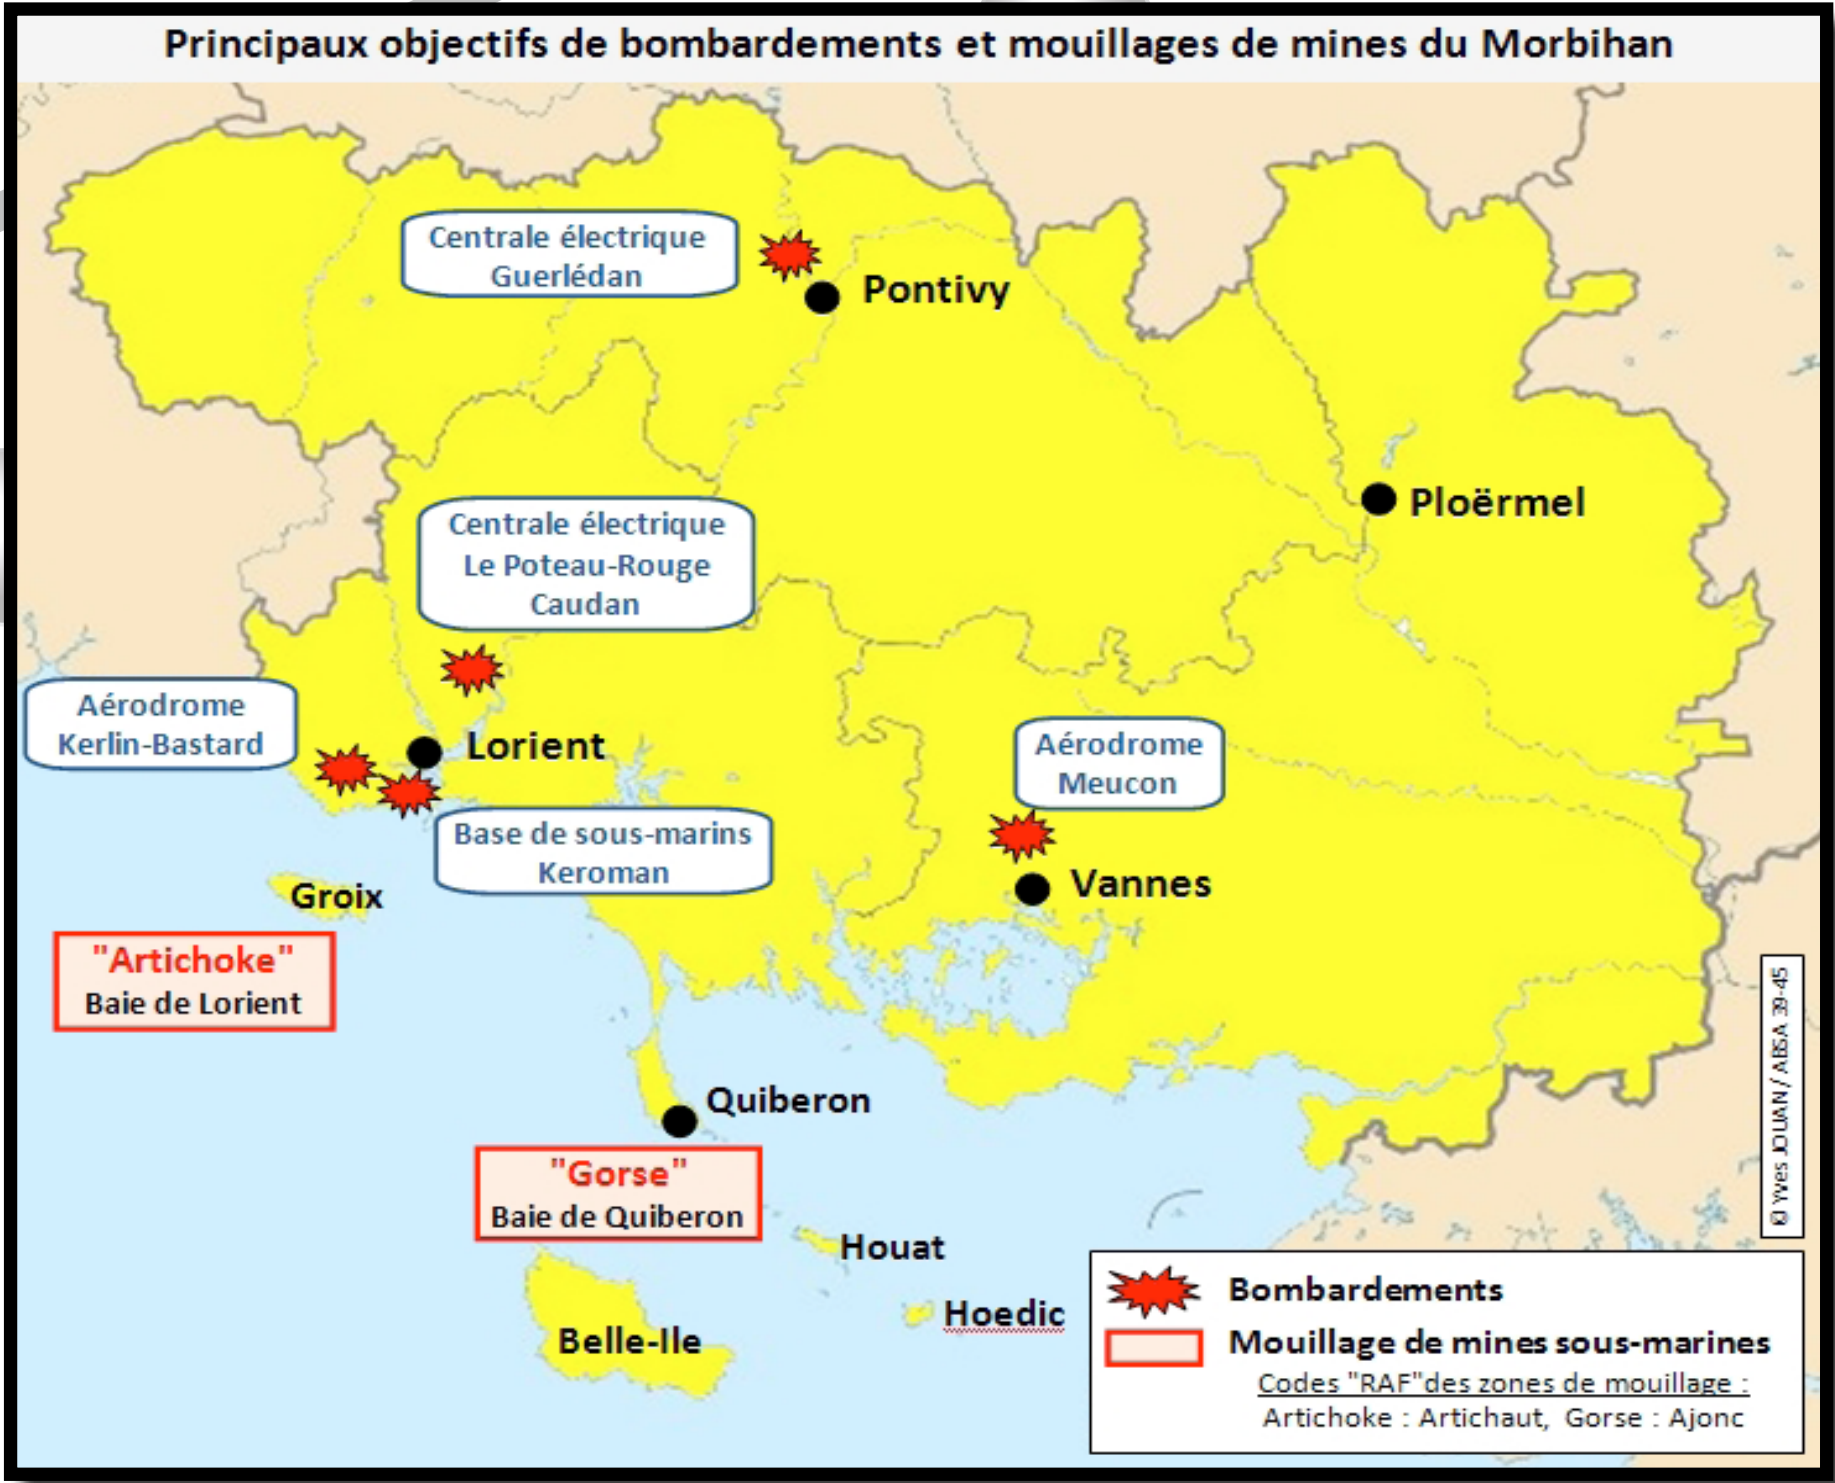 Principaux objectifs de bombardements et mouillages de mines du Morbihan
Centrale électrique
Guerlédan
Pontivy
Ploërmel
Centrale électrique
Le Poteau-Rouge
Caudan
Aérodrome
Kerlin-Bastard
Lorient
Aérodrome
Meucon
Base de sous-marins
Keroman
Vannes
Groix
"Artichoke"
Baie de Lorient
Quiberon
"Gorse"
Baie de Quiberon
Houat
Hoedic
Belle-Ile
© Yves JOUAN / ABSA 39-45
Bombardements
Mouillage de mines sous-marines
Codes "RAF"des zones de mouillage :
Artichoke : Artichaut, Gorse : Ajonc